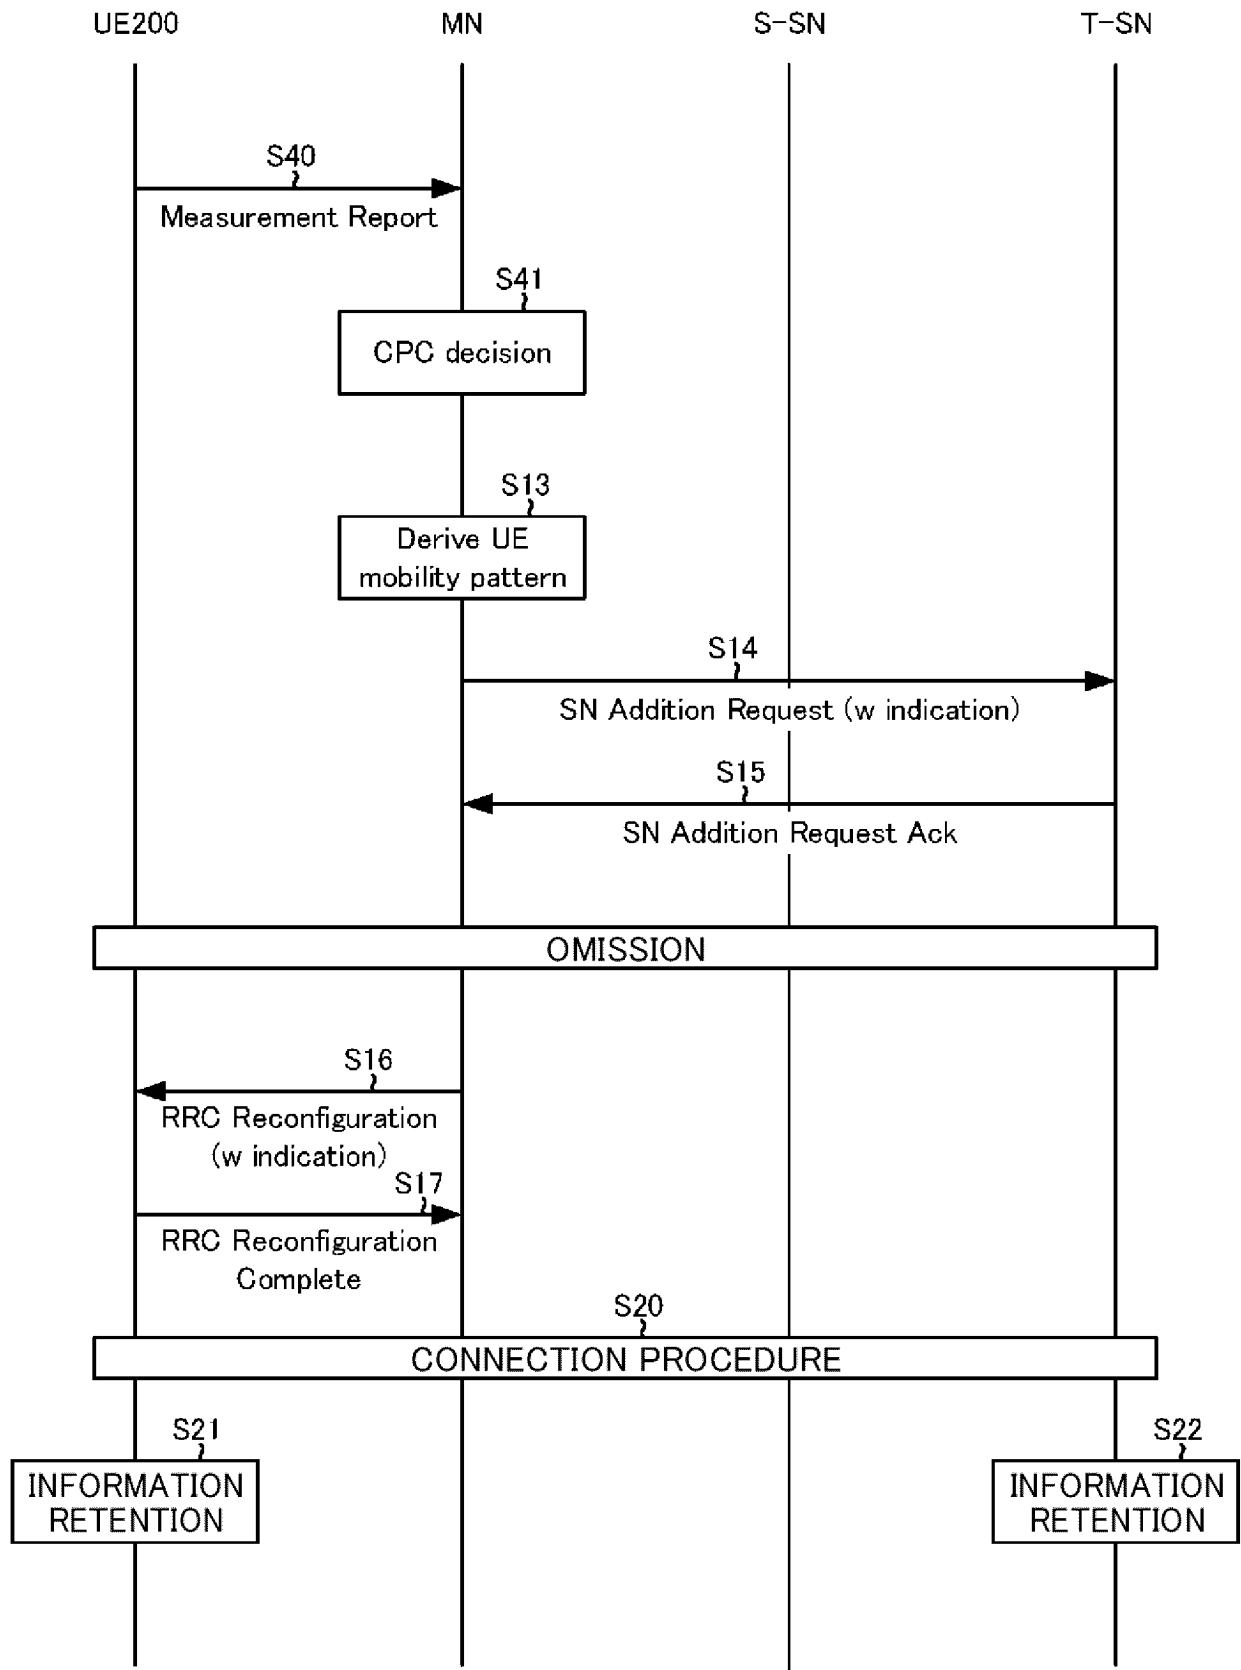 UE200 MN S-SN T-SN
S40
Measurement Report
S41
CPC decision
S13
Derive UE
mobility pattern
S14
SN Addition Request (w indication)
S15
SN Addition Request Ack
OMISSION
S16
RRC Reconfiguration
(w indication)
S17
RRC Reconfiguration
Complete
S20
CONNECTION PROCEDURE
S21
INFORMATION
RETENTION
S22
INFORMATION
RETENTION